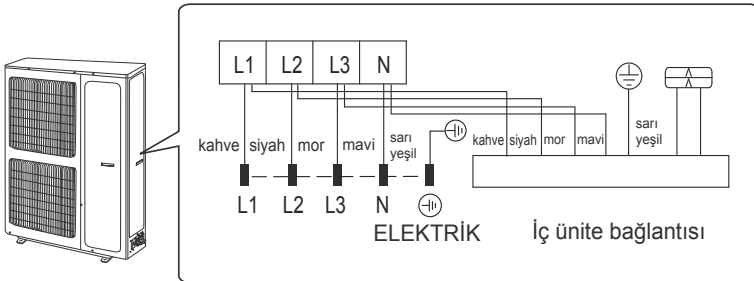 L1 L2 L3 N
kahve siyah mor mavi sarı yeşil
kahve siyah mor mavi sarı yeşil
L1 L2 L3 N
ELEKTRİK
İç ünite bağlantısı